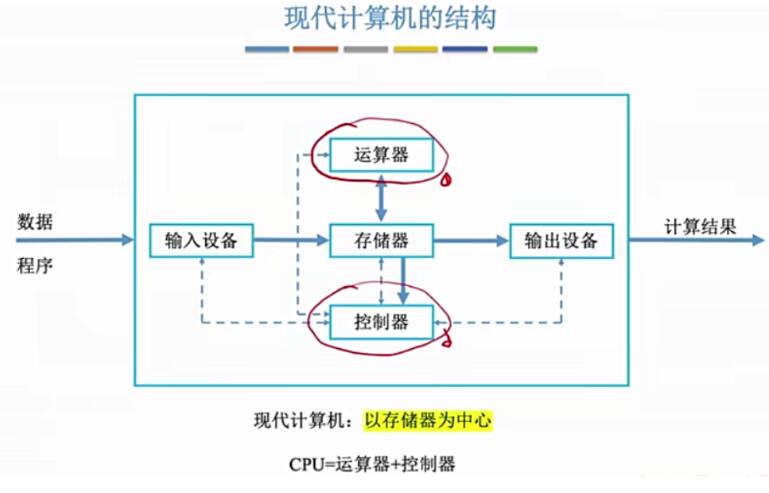 现代计算机的结构
运算器
数据
输入设备
存储器
输出设备
计算结果
程序
控制器
现代计算机：以存储器为中心
CPU=运算器+控制器